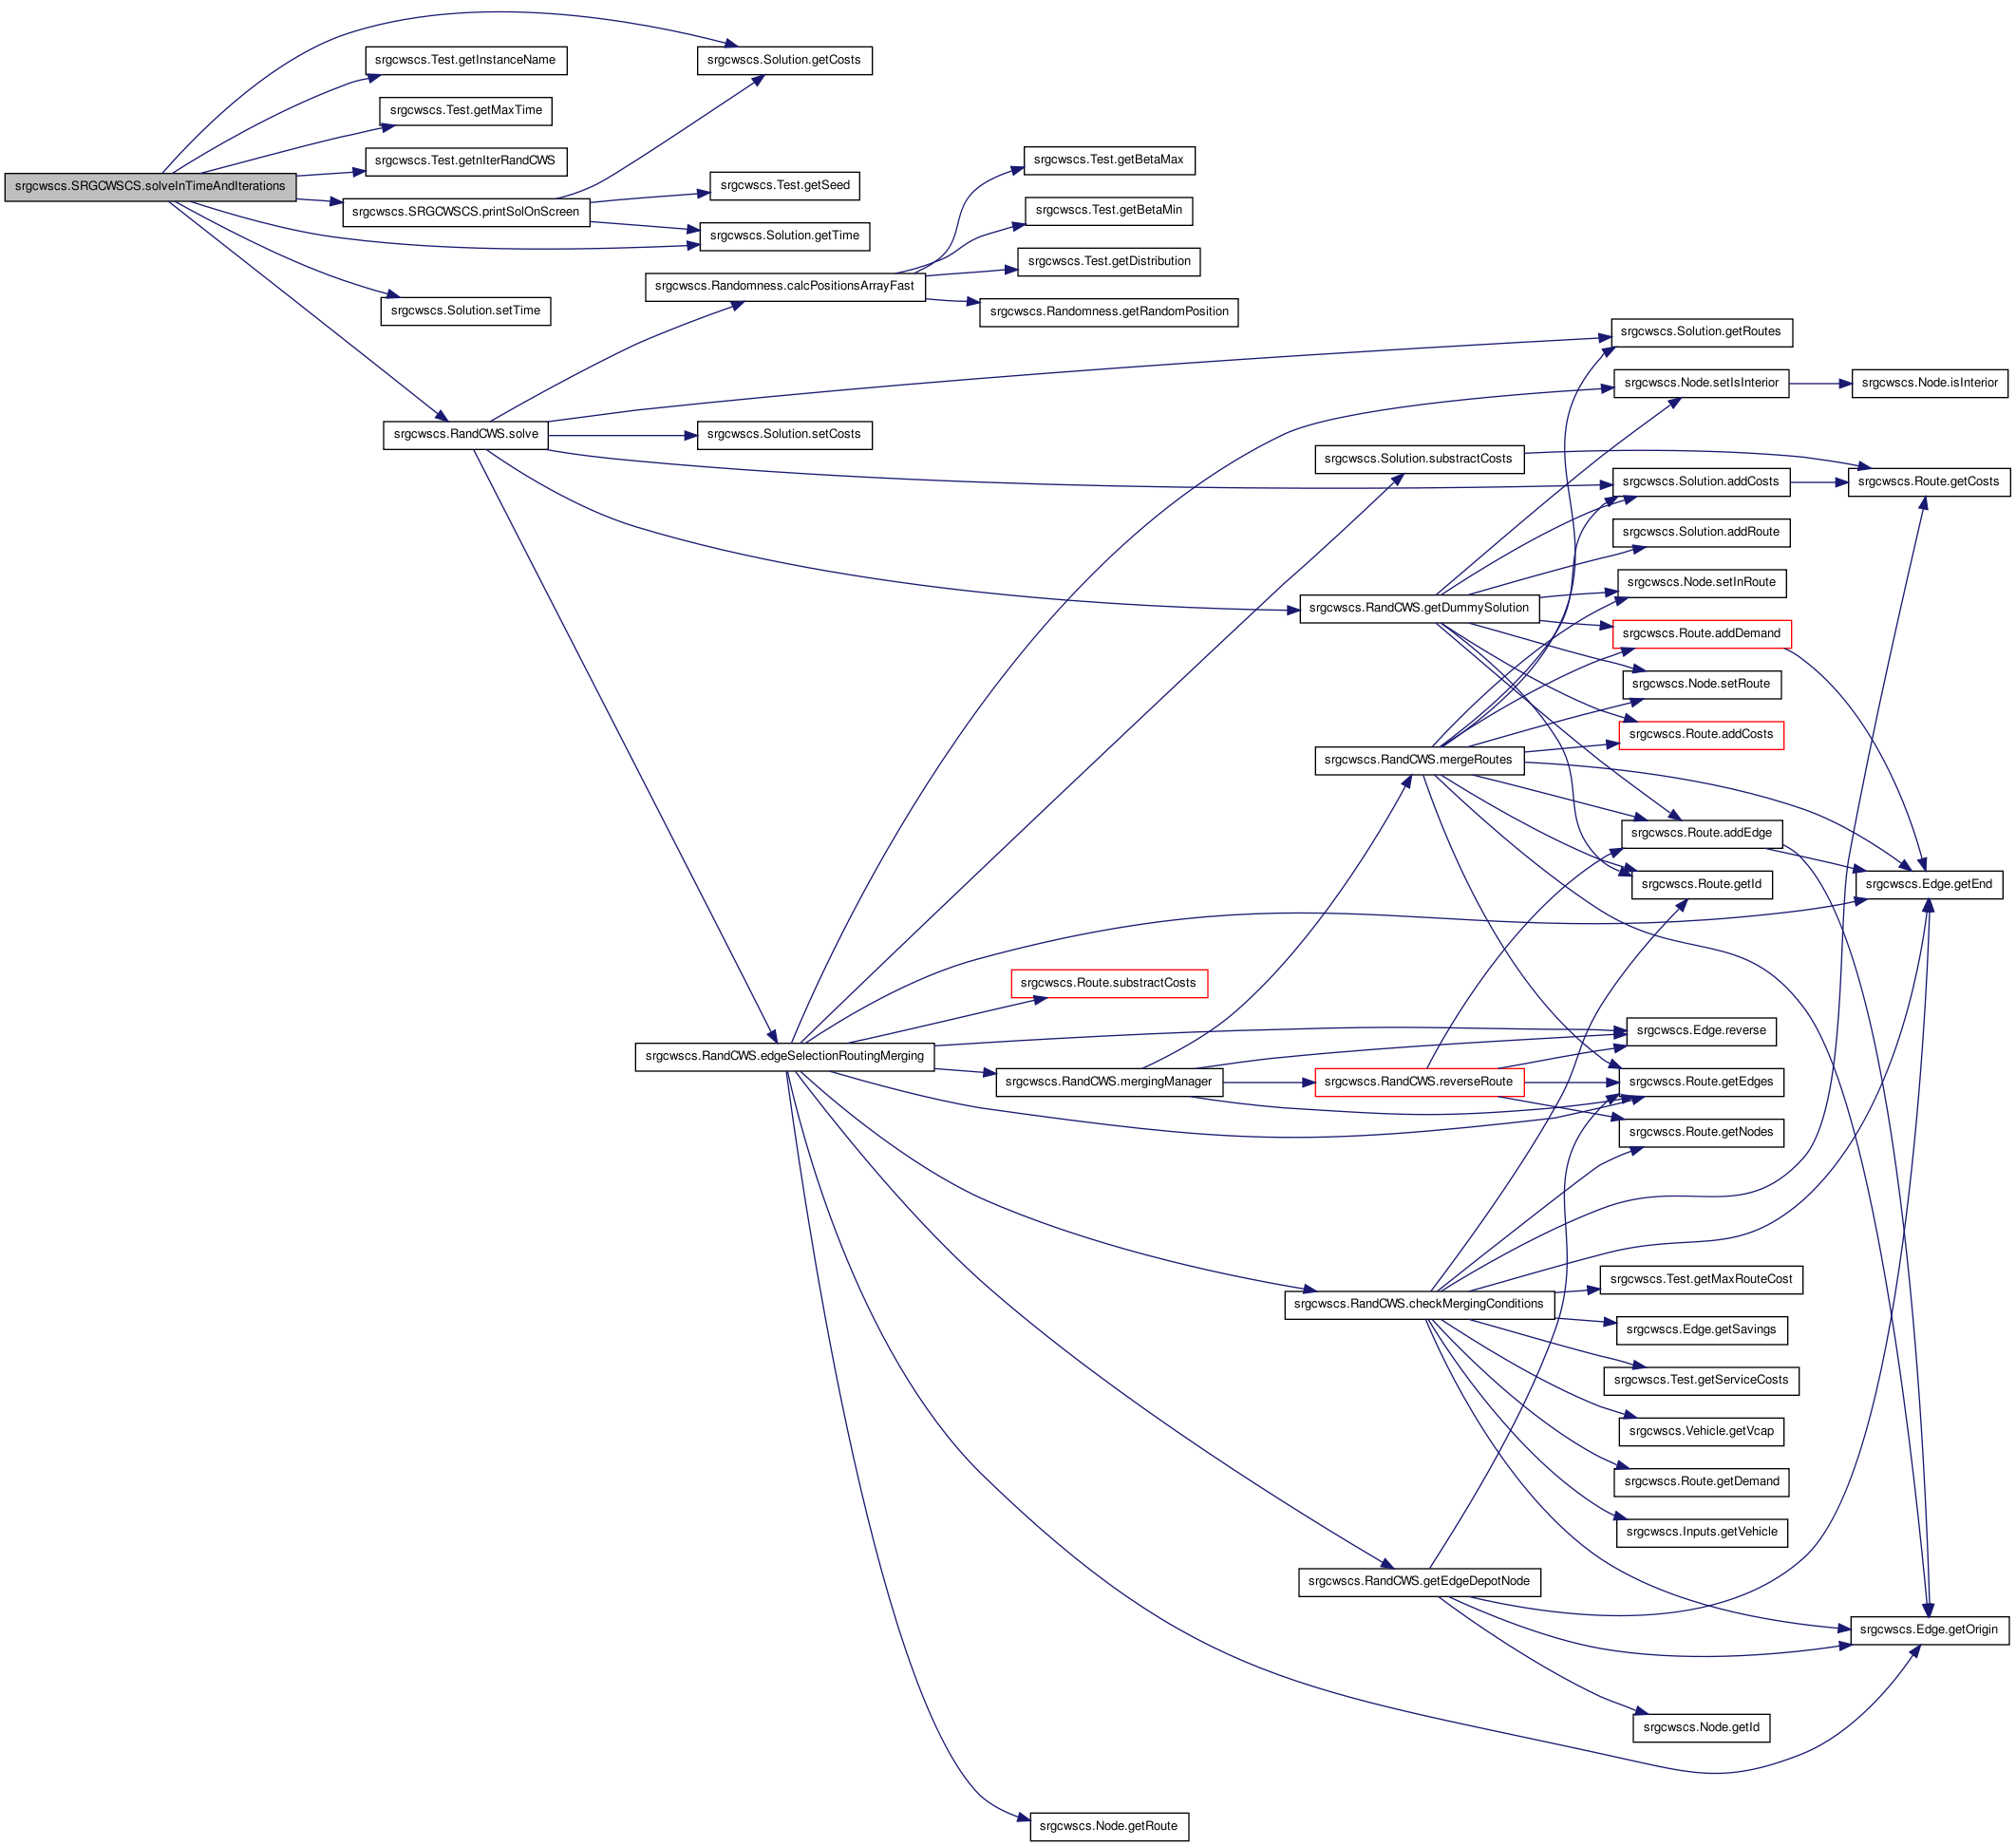 srgcwscs.SRGCWSCS.solveInTimeAndIterations
srgcwscs.Test.getInstanceName
srgcwscs.Test.getMaxTime
srgcwscs.Test.getnIterRandCWS
srgcwscs.SRGCWSCS.printSolOnScreen
srgcwscs.Solution.setTime
srgcwscs.RandCWS.solve
srgcwscs.Solution.getCosts
srgcwscs.Test.getSeed
srgcwscs.Solution.getTime
srgcwscs.Randomness.calcPositionsArrayFast
srgcwscs.Solution.setCosts
srgcwscs.RandCWS.edgeSelectionRoutingMerging
srgcwscs.Test.getBetaMax
srgcwscs.Test.getBetaMin
srgcwscs.Test.getDistribution
srgcwscs.Randomness.getRandomPosition
srgcwscs.Route.substractCosts
srgcwscs.RandCWS.mergingManager
srgcwscs.Node.getRoute
srgcwscs.Solution.substractCosts
srgcwscs.RandCWS.getDummySolution
srgcwscs.RandCWS.mergeRoutes
srgcwscs.RandCWS.reverseRoute
srgcwscs.RandCWS.checkMergingConditions
srgcwscs.RandCWS.getEdgeDepotNode
srgcwscs.Solution.getRoutes
srgcwscs.Node.setIsInterior
srgcwscs.Solution.addCosts
srgcwscs.Solution.addRoute
srgcwscs.Node.setInRoute
srgcwscs.Route.addDemand
srgcwscs.Node.setRoute
srgcwscs.Route.addCosts
srgcwscs.Route.addEdge
srgcwscs.Route.getId
srgcwscs.Edge.reverse
srgcwscs.Route.getEdges
srgcwscs.Route.getNodes
srgcwscs.Test.getMaxRouteCost
srgcwscs.Edge.getSavings
srgcwscs.Test.getServiceCosts
srgcwscs.Vehicle.getVcap
srgcwscs.Route.getDemand
srgcwscs.Inputs.getVehicle
srgcwscs.Node.getId
srgcwscs.Node.isInterior
srgcwscs.Route.getCosts
srgcwscs.Edge.getEnd
srgcwscs.Edge.getOrigin